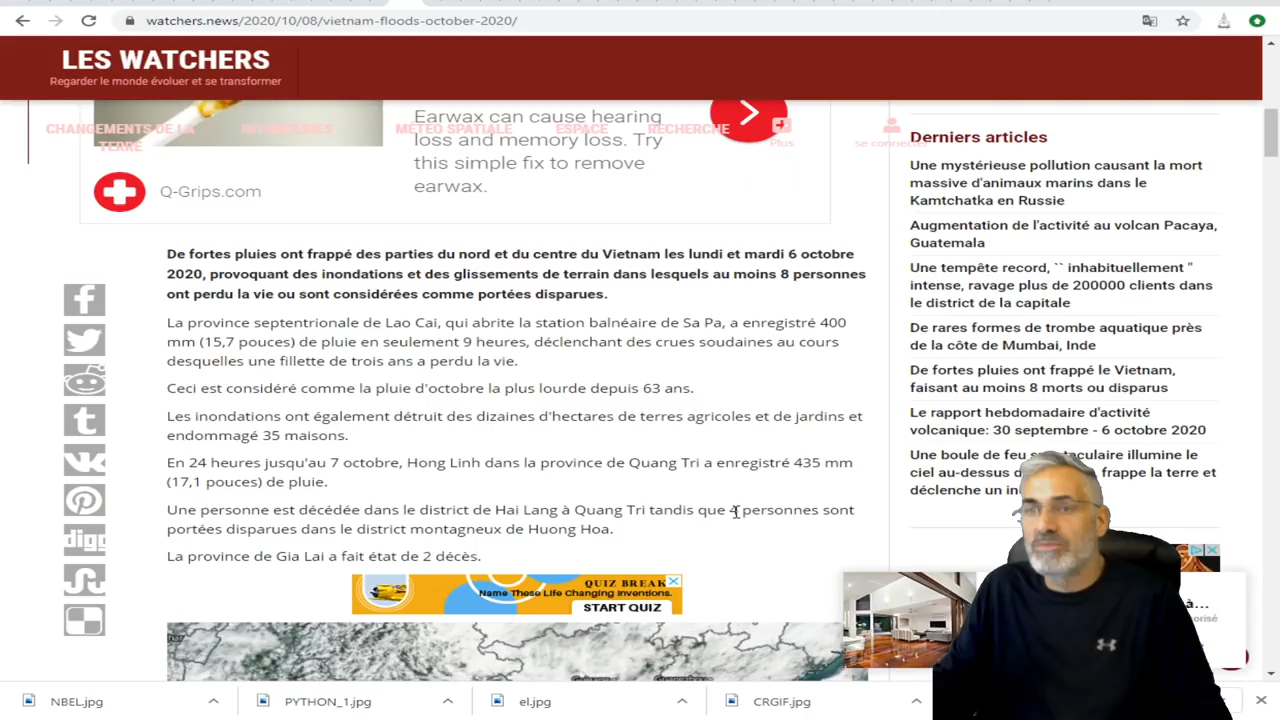 watchers.news/2020/10/08/vietnam-floods-october-2020/
LES WATCHERS
Regarder le monde évoluer et se transformer
CHANGEMENTS DE LA TERRE
MÉTÉO SPATIALE
ESPACE
RECHERCHE
Plus
se connecter
Earwax can cause hearing
loss and memory loss. Try
this simple fix to remove
earwax.
Q-Grips.com
De fortes pluies ont frappé des parties du nord et du centre du Vietnam les lundi et mardi 6 octobre
2020, provoquant des inondations et des glissements de terrain dans lesquels au moins 8 personnes
ont perdu la vie ou sont considérées comme portées disparues.
La province septentrionale de Lao Cai, qui abrite la station balnéaire de Sa Pa, a enregistré 400
mm (15,7 pouces) de pluie en seulement 9 heures, déclenchant des crues soudaines au cours
desquelles une fillette de trois ans a perdu la vie.
Ceci est considéré comme la pluie d'octobre la plus lourde depuis 63 ans.
Les inondations ont également détruit des dizaines d'hectares de terres agricoles et de jardins et
endommagé 35 maisons.
En 24 heures jusqu'au 7 octobre, Hong Linh dans la province de Quang Tri a enregistré 435 mm
(17,1 pouces) de pluie.
Une personne est décédée dans le district de Hai Lang à Quang Tri tandis que 4 personnes sont
portées disparues dans le district montagneux de Huong Hoa.
La province de Gia Lai a fait état de 2 décès.
QUIZ BREAK
Name These Life Changing Inventions.
START QUIZ
digg
Derniers articles
Une mystérieuse pollution causant la mort
massive d'animaux marins dans le
Kamtchatka en Russie
Augmentation de l'activité au volcan Pacaya,
Guatemala
Une tempête record, `` inhabituellement "
intense, ravage plus de 200000 clients dans
le district de la capitale
De rares formes de trombe aquatique près
de la côte de Mumbai, Inde
De fortes pluies ont frappé le Vietnam,
faisant au moins 8 morts ou disparus
Le rapport hebdomadaire d'activité
volcanique: 30 septembre - 6 octobre 2020
Une boule de feu illumine le
ciel au-dessus frappe la terre et
déclenche un
à...
NBEL.jpg
PYTHON_1.jpg
el.jpg
CRGIF.jpg